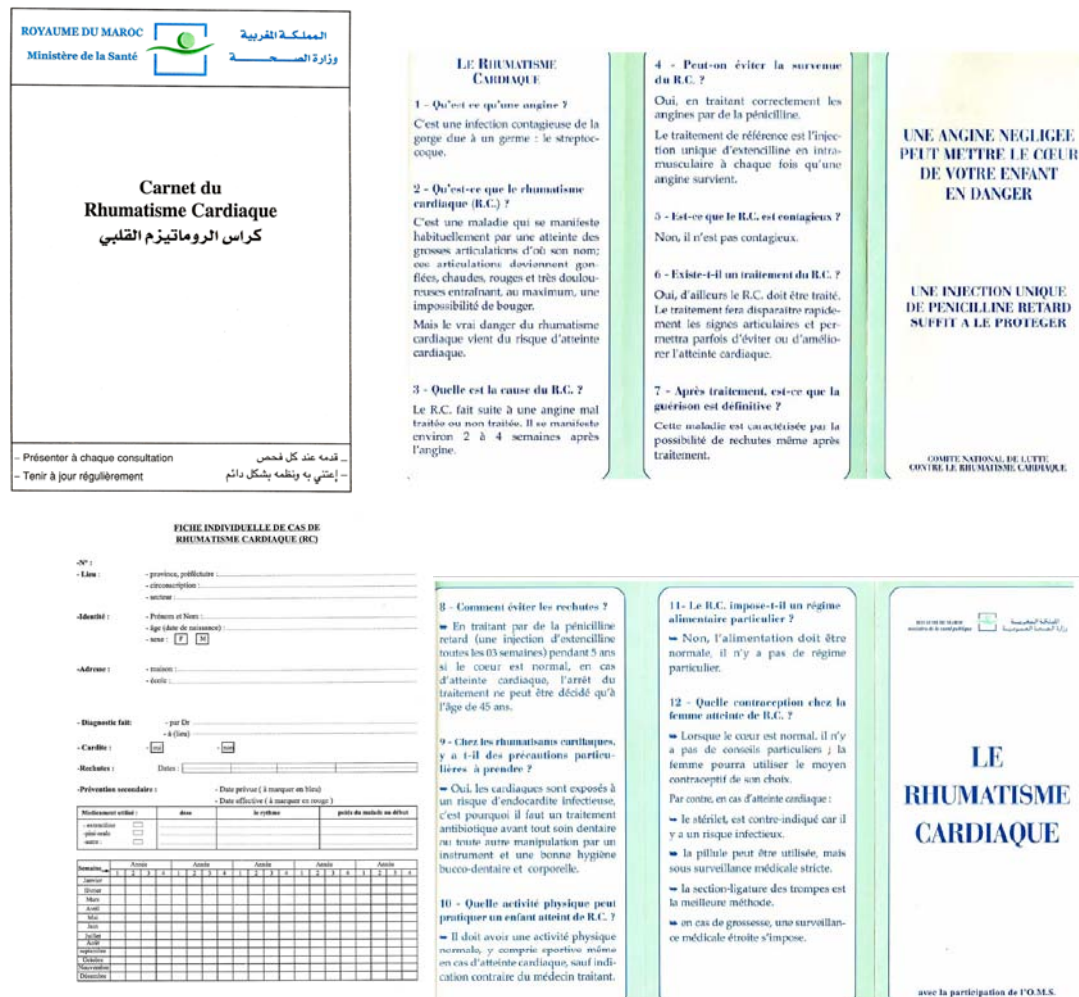 ROYAUME DU MAROC
Ministère de la Santé
المملكة المغربية
وزارة الصحة
Carnet du
Rhumatisme Cardiaque
كراس الروماتيزم القلبي
– Présenter à chaque consultation
– Tenir à jour régulièrement
– قدمه عند كل فحص
– إعتني به ونظمه بشكل دائم
LE RHUMATISME
CARDIAQUE
1 - Qu'est ce qu'une angine ?
C'est une infection contagieuse de la
gorge due à un germe : le streptoc-
coque.
2 - Qu'est-ce que le rhumatisme
cardiaque (R.C.) ?
C'est une maladie qui se manifeste
habituellement par une atteinte des
grosses articulations d'où son nom;
ces articulations deviennent gon-
flées, chaudes, rouges et très doulou-
reuses entraînant, au maximum, une
impossibilité de bouger.
Mais le vrai danger du rhumatisme
cardiaque vient du risque d'atteinte
cardiaque.
3 - Quelle est la cause du R.C. ?
Le R.C. fait suite à une angine mal
traitée ou non traitée. Il se manifeste
environ 2 à 4 semaines après
l'angine.
4 - Peut-on éviter la survenue
du R.C. ?
Oui, en traitant correctement les
angines par de la pénicilline.
Le traitement de référence est l'injec-
tion unique d'extencilline en intra-
musculaire à chaque fois qu'une
angine survient.
5 - Est-ce que le R.C. est contagieux ?
Non, il n'est pas contagieux.
6 - Existe-t-il un traitement du R.C. ?
Oui, d'ailleurs le R.C. doit être traité.
Le traitement fera disparaitre rapide-
ment les signes articulaires et per-
mettra parfois d'éviter ou d'amélio-
rer l'atteinte cardiaque.
7 - Après traitement, est-ce que la
guérison est définitive ?
Cette maladie est caractérisée par la
possibilité de rechutes même après
traitement.
UNE ANGINE NEGLIGEE
PEUT METTRE LE CŒUR
DE VOTRE ENFANT
EN DANGER
UNE INJECTION UNIQUE
DE PENICILLINE RETARD
SUFFIT A LE PROTEGER
COMITE NATIONAL DE LUTTE
CONTRE LE RHUMATISME CARDIAQUE
FICHE INDIVIDUELLE DE CAS DE
RHUMATISME CARDIAQUE (RC)
-N° :
- Lieu : - province, préfecture :
- circonscription :
- secteur :
-Identité : - Prénom et Nom :
- âge (date de naissance) :
- sexe : F M
-Adresse : - maison :
- école :
- Diagnostic fait: - par Dr
- à (lieu)
- Cardite : - oui - non
-Rechutes : Dates :
-Prévention secondaire : - Date prévue ( à marquer en bleu)
- Date effective ( à marquer en rouge )
Médicament utilisé : dose le rythme poids du malade au début
- extencilline
-péni orale
-autre :
Semaine Année Année Année Année Année
1 2 3 4 1 2 3 4 1 2 3 4 1 2 3 4 1 2 3 4
Janvier
février
Mars
Avril
Mai
Juin
Juillet
Août
septembre
Octobre
Nouvembre
Décembre
8 - Comment éviter les rechutes ?
➥ En traitant par de la pénicilline
retard (une injection d'extencilline
toutes les 03 semaines) pendant 5 ans
si le coeur est normal, en cas
d'atteinte cardiaque, l'arrêt du
traitement ne peut être décidé qu'à
l'âge de 45 ans.
9 - Chez les rhumatisants cardiaques,
y a t-il des précautions particu-
lières à prendre ?
➥ Oui, les cardiaques sont exposés à
un risque d'endocardite infectieuse,
c'est pourquoi il faut un traitement
antibiotique avant tout soin dentaire
ou toute autre manipulation par un
instrument et une bonne hygiène
bucco-dentaire et corporelle.
10 - Quelle activité physique peut
pratiquer un enfant atteint de R.C. ?
➥ Il doit avoir une activité physique
normale, y compris sportive même
en cas d'atteinte cardiaque, sauf indi-
cation contraire du médecin traitant.
11- Le R.C. impose-t-il un régime
alimentaire particulier ?
➥ Non, l'alimentation doit être
normale, il n'y a pas de régime
particulier.
12 - Quelle contraception chez la
femme atteinte de R.C. ?
➥ Lorsque le cœur est normal, il n'y
a pas de conseils particuliers ; la
femme pourra utiliser le moyen
contraceptif de son choix.
Par contre, en cas d'atteinte cardiaque :
➥ le stérilet, est contre-indiqué car il
y a un risque infectieux.
➥ la pillule peut être utilisée, mais
sous surveillance médicale stricte.
➥ la section-ligature des trompes est
la meilleure méthode.
➥ en cas de grossesse, une surveillan-
ce médicale étroite s'impose.
LE
RHUMATISME
CARDIAQUE
avec la participation de l'O.M.S.